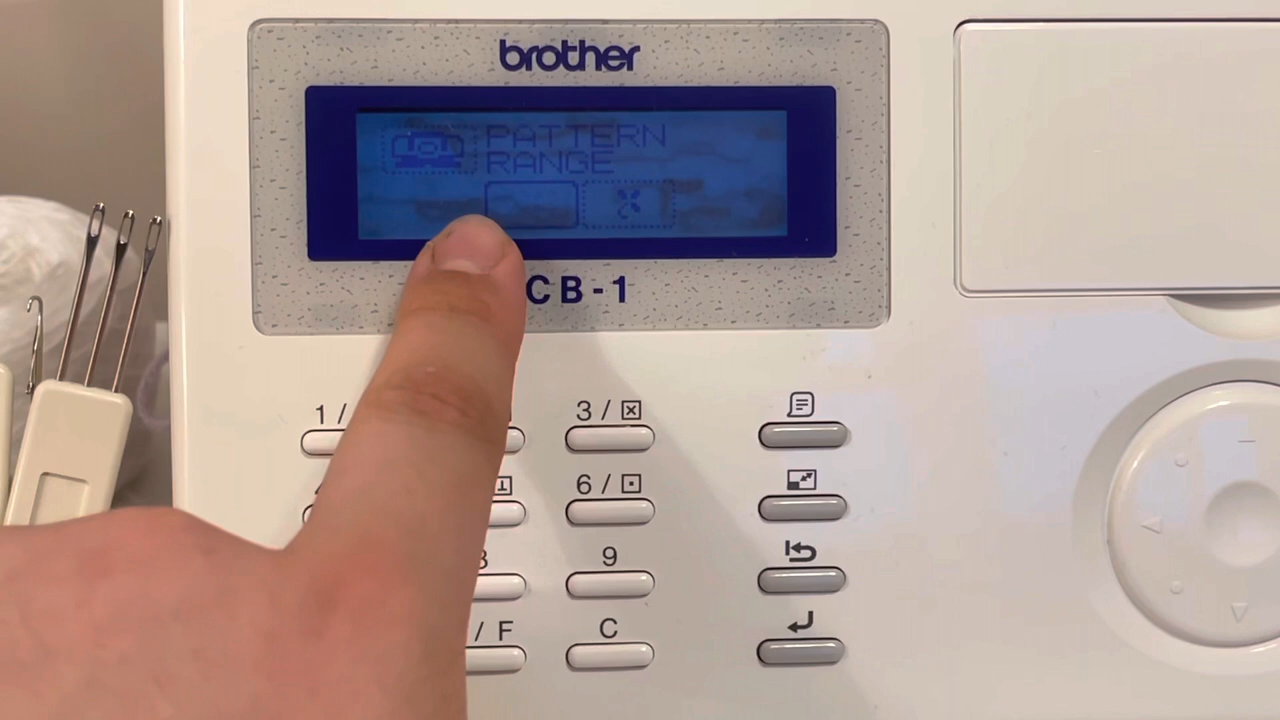 brother
PATTERN
RANGE
CB-1
1 /
3 /
6 /
9
/ F
C